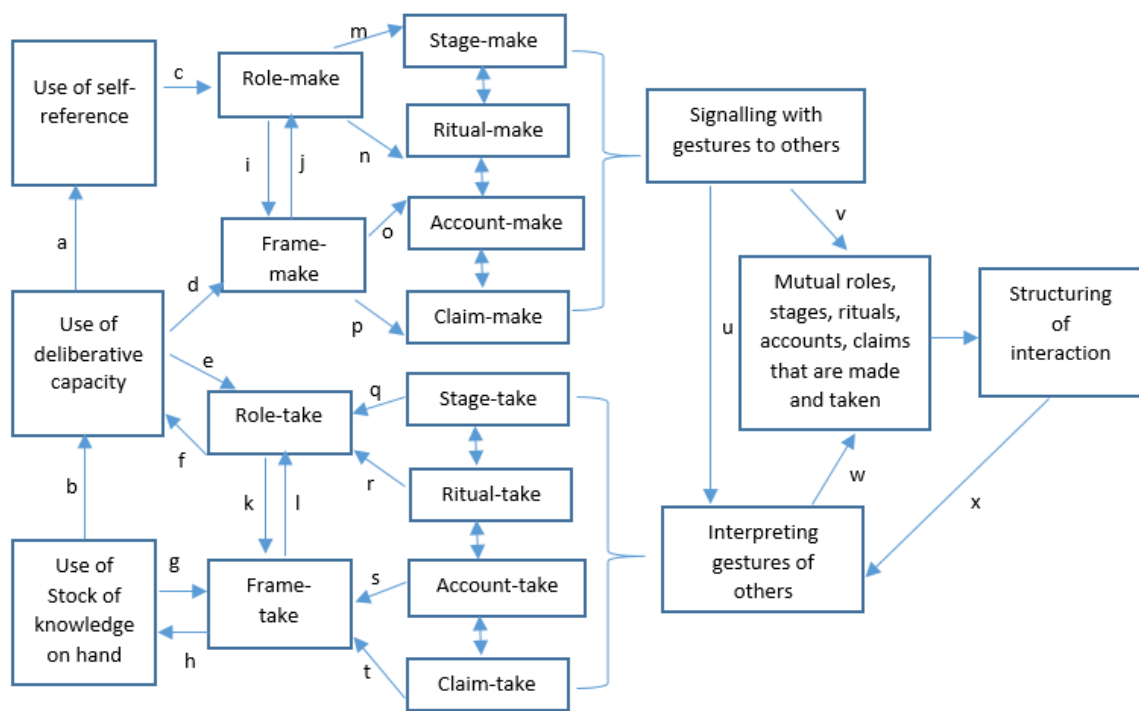 m
Stage-make
c
Role-make
Use of self-
reference
Signalling with
gestures to others
Ritual-make
i
j
n
Account-make
v
a
d
Frame-
make
o
Mutual roles,
stages, rituals,
accounts, claims
that are made
and taken
Structuring
of
interaction
Use of
deliberative
capacity
p
Claim-make
u
e
q
Stage-take
Role-take
f
b
k
l
r
Ritual-take
w
x
Use of
Stock of
knowledge
on hand
g
Frame-
take
s
Account-take
Interpreting
gestures of
others
h
t
Claim-take